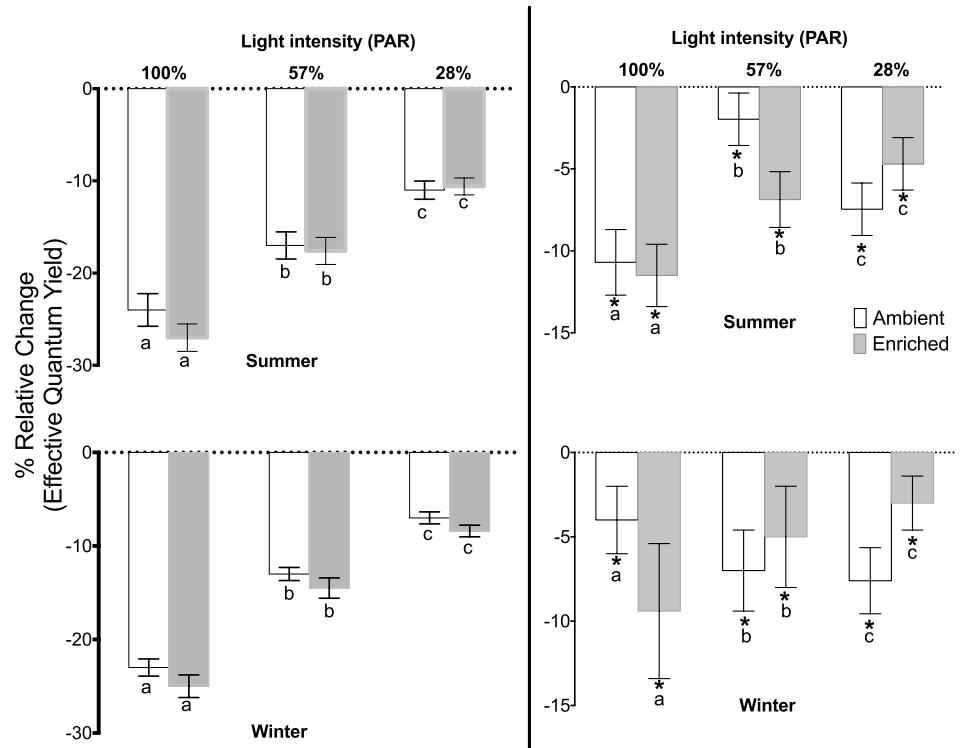 Light intensity (PAR)
100% 57% 28%
0
-10
-20
-30
a a b b c c
Summer
0
-10
-20
-30
a a b b c c
Winter
% Relative Change
(Effective Quantum Yield)
Light intensity (PAR)
100% 57% 28%
0
-5
-10
-15
* a * a * b * b * c * c
Summer
Ambient
Enriched
0
-5
-10
-15
* a * a * b * b * c * c
Winter